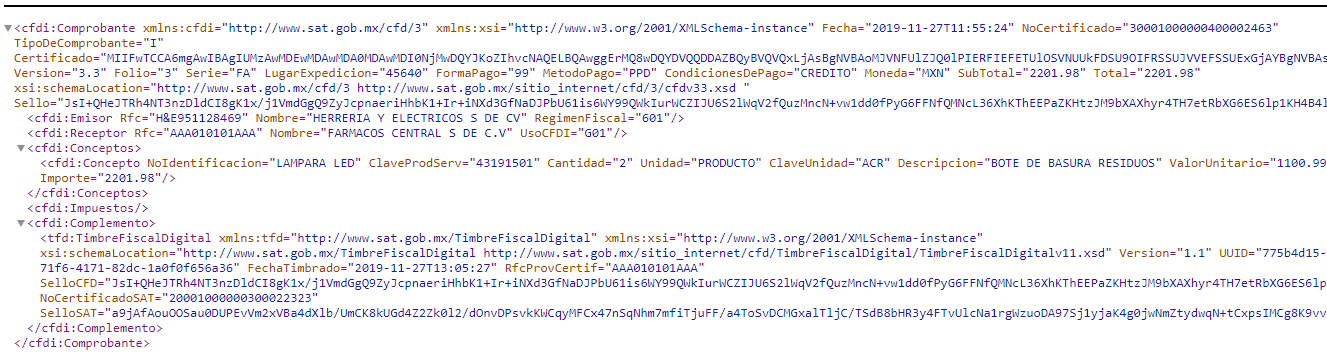 <cfdi:Comprobante xmlns:cfdi="http://www.sat.gob.mx/cfd/3" xmlns:xsi="http://www.w3.org/2001/XMLSchema-instance" Fecha="2019-11-27T11:55:24" NoCertificado="30001000000400002463"
TipoDeComprobante="I"
Certificado="MIIFwTCCA6mgAwIBAgIUMzAwMDEwMDAwMDA0MDAwMDI0NjMwDQYJKoZIhvcNAQELBQAwggErMQ8wDQYDVQQDDAZBQyBVQVQxLjAsBgNVBAoMJVNFUlZJQ0lPIERFIEFETUlOSVNUUkFDSU9OIFRSSUJVVEFSSUExGjAYBgNVBAs
Version="3.3" Folio="3" Serie="FA" LugarExpedicion="45640" FormaPago="99" MetodoPago="PPD" CondicionesDePago="CREDITO" Moneda="MXN" SubTotal="2201.98" Total="2201.98"
xsi:schemaLocation="http://www.sat.gob.mx/cfd/3 http://www.sat.gob.mx/sitio_internet/cfd/3/cfdv33.xsd "
Sello="JsI+QHeJTRh4NT3nzDldCI8gK1x/j1VmdGgQ9ZyJcpnaeriHhbK1+Ir+iNXd3GfNaDJPbU61is6WY99QWkIurWCZIJU6S2lWqV2fQuzMncN+vw1dd0fPyG6FFNfQMNcL36XhKThEEPaZKHtzJM9bXAXhyr4TH7etRbXG6ES6lp1KH4B4l
<cfdi:Emisor Rfc="H&E951128469" Nombre="HERRERIA Y ELECTRICOS S DE CV" RegimenFiscal="601"/>
<cfdi:Receptor Rfc="AAA010101AAA" Nombre="FARMACOS CENTRAL S DE C.V" UsoCFDI="G01"/>
<cfdi:Conceptos>
<cfdi:Concepto NoIdentificacion="LAMPARA LED" ClaveProdServ="43191501" Cantidad="2" Unidad="PRODUCTO" ClaveUnidad="ACR" Descripcion="BOTE DE BASURA RESIDUOS" ValorUnitario="1100.99
Importe="2201.98"/>
</cfdi:Conceptos>
<cfdi:Impuestos/>
<cfdi:Complemento>
<tfd:TimbreFiscalDigital xmlns:tfd="http://www.sat.gob.mx/TimbreFiscalDigital" xmlns:xsi="http://www.w3.org/2001/XMLSchema-instance"
xsi:schemaLocation="http://www.sat.gob.mx/TimbreFiscalDigital http://www.sat.gob.mx/sitio_internet/cfd/TimbreFiscalDigital/TimbreFiscalDigitalv11.xsd" Version="1.1" UUID="775b4d15-
71f6-4171-82dc-1a0f0f656a36" FechaTimbrado="2019-11-27T13:05:27" RfcProvCertif="AAA010101AAA"
SelloCFD="JsI+QHeJTRh4NT3nzDldCI8gK1x/j1VmdGgQ9ZyJcpnaeriHhbK1+Ir+iNXd3GfNaDJPbU61is6WY99QWkIurWCZIJU6S2lWqV2fQuzMncN+vw1dd0fPyG6FFNfQMNcL36XhKThEEPaZKHtzJM9bXAXhyr4TH7etRbXG6ES6lp
NoCertificadoSAT="20001000000300022323"
SelloSAT="a9jAfAouOOSau0DUPEvVm2xVBa4dXlb/UmCK8kUGd4Z2Zk0l2/dOnvDPsvkKWCqyMFCx47nSqNhm7mfiTjuFF/a4ToSvDCMGxalTljC/TSdB8bHR3y4FTvUlcNa1rgWzuoDA97Sj1yjaK4g0jwNmZtydwqN+tCxpsIMCg8K9vv
</cfdi:Complemento>
</cfdi:Comprobante>